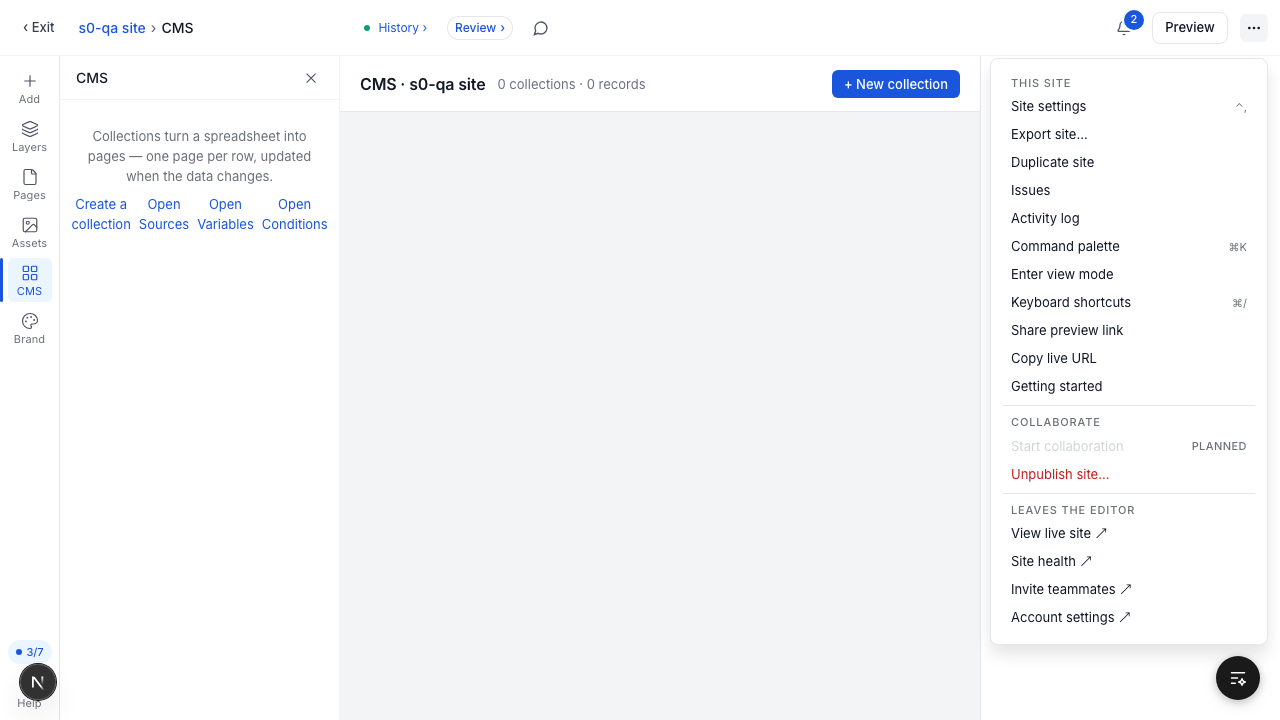 ‹ Exit
s0-qa site › CMS
History ›
Review ›
2
Preview
Add
Layers
Pages
Assets
CMS
Brand
3/7
N
Help
CMS
Collections turn a spreadsheet into
pages — one page per row, updated
when the data changes.
Create a collection
Open Sources
Open Variables
Open Conditions
CMS · s0-qa site 0 collections · 0 records
+ New collection
THIS SITE
Site settings ⌃,
Export site...
Duplicate site
Issues
Activity log
Command palette ⌘K
Enter view mode
Keyboard shortcuts ⌘/
Share preview link
Copy live URL
Getting started
COLLABORATE
Start collaboration PLANNED
Unpublish site...
LEAVES THE EDITOR
View live site ↗
Site health ↗
Invite teammates ↗
Account settings ↗